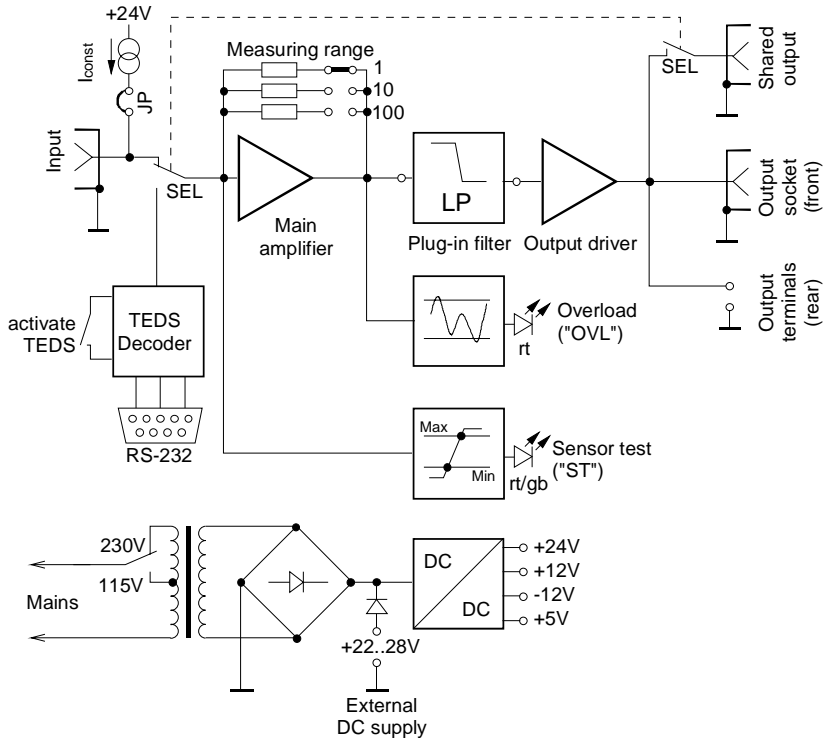 +24V
Iconst
JP
Input
SEL
Measuring range
1
10
100
Main
amplifier
LP
Plug-in filter
Output driver
SEL
Shared
output
Output
socket
(front)
Output
terminals
(rear)
activate
TEDS
TEDS
Decoder
RS-232
Overload
("OVL")
rt
Max
Min
Sensor test
("ST")
rt/gb
230V
115V
Mains
+22..28V
External
DC supply
DC
DC
+24V
+12V
-12V
+5V